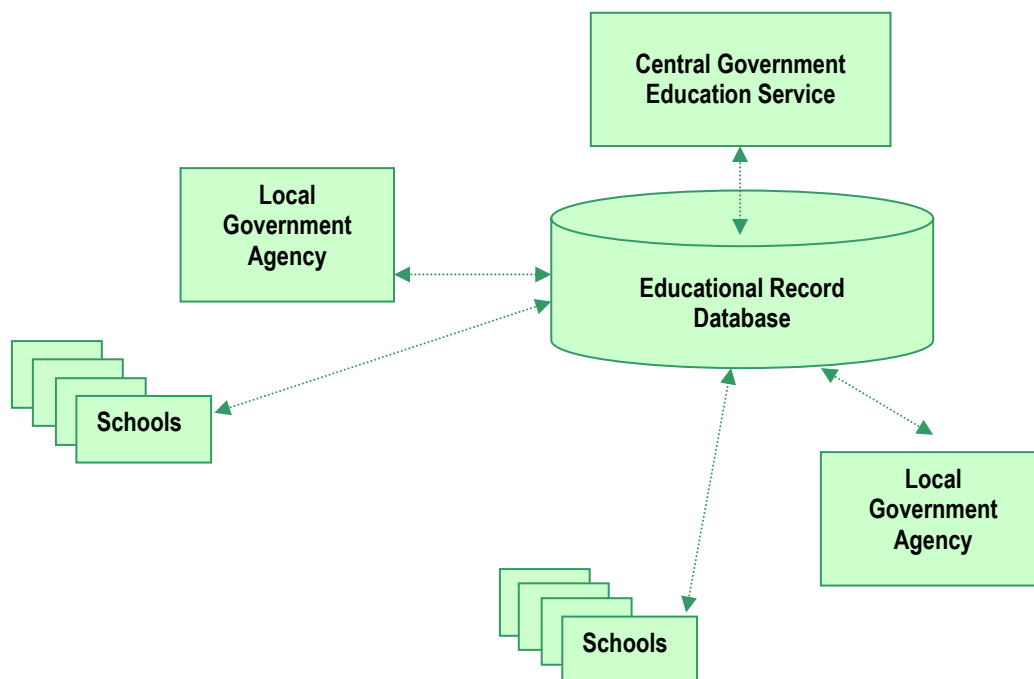 Central Government
Education Service
Local
Government
Agency
Educational Record
Database
Schools
Local
Government
Agency
Schools